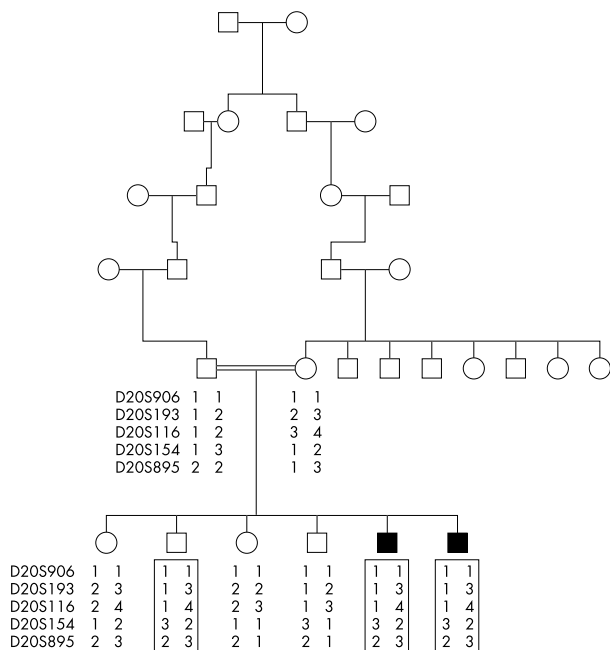 D20S906 1 1 1 1
D20S193 1 2 2 3
D20S116 1 2 3 4
D20S154 1 3 1 2
D20S895 2 2 1 3
D20S906 1 1 1 1 1 1 1 1 1 1 1 1
D20S193 2 3 1 3 2 2 1 2 1 3 1 3
D20S116 2 4 1 4 2 3 1 3 1 4 1 4
D20S154 1 2 3 2 1 1 3 1 3 2 3 2
D20S895 2 3 2 3 2 1 2 1 2 3 2 3